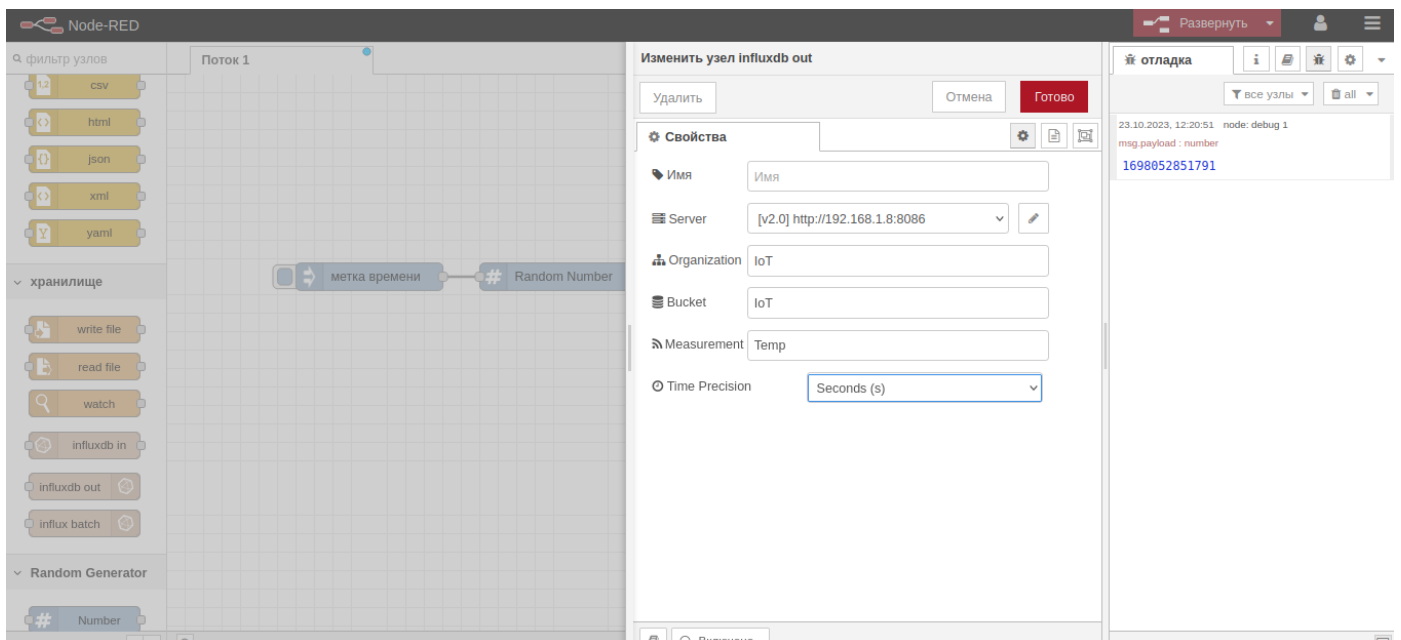 Node-RED
Развернуть
фильтр узлов
csv
html
json
xml
yaml
хранилище
write file
read file
watch
influxdb in
influxdb out
influx batch
Random Generator
Number
Поток 1
метка времени
Random Number
Изменить узел influxdb out
Удалить
Отмена
Готово
Свойства
Имя
Имя
Server
[v2.0] http://192.168.1.8:8086
Organization
IoT
Bucket
IoT
Measurement
Temp
Time Precision
Seconds (s)
Включено
отладка
все узлы
all
23.10.2023, 12:20:51 node: debug 1
msg.payload : number
1698052851791